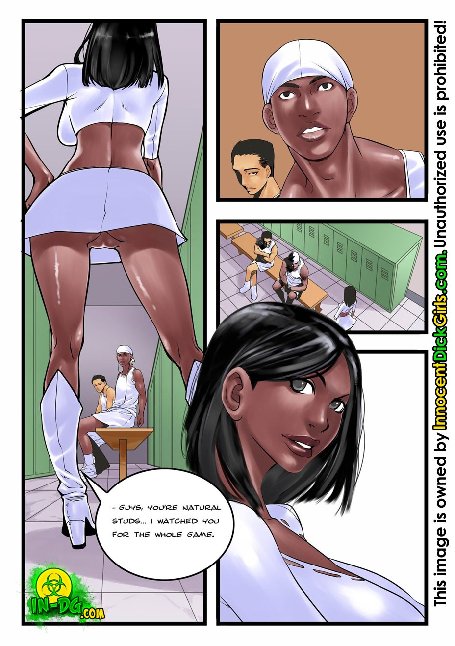 - GUYS, YOU'RE NATURAL
STUDS... I WATCHED YOU
FOR THE WHOLE GAME.
IN-DG.COM
This image is owned by InnocentDickGirls.com. Unauthorized use is prohibited!